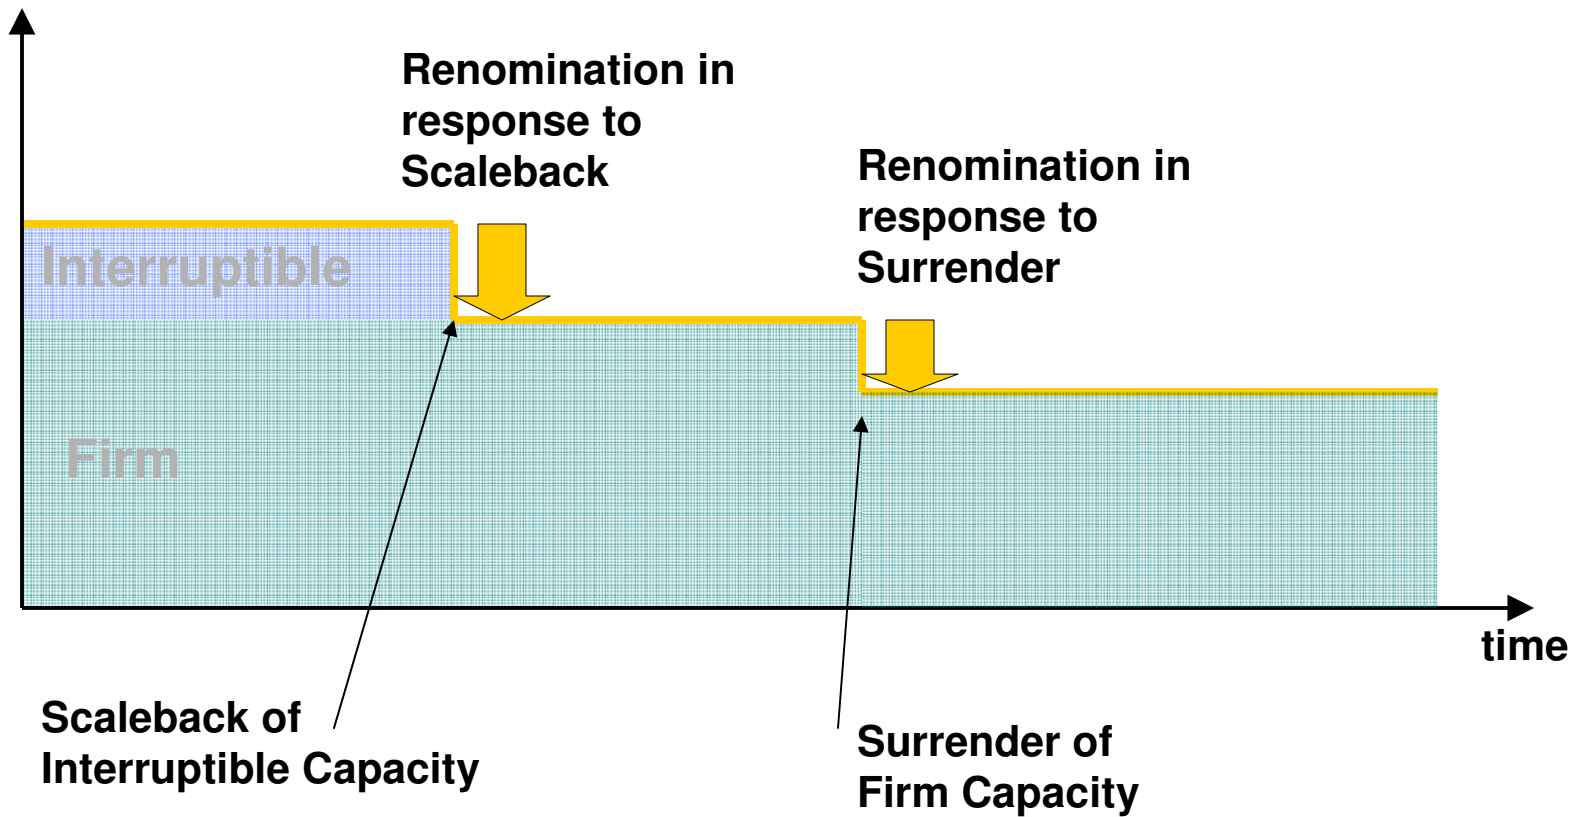 Renomination in
response to
Scaleback
Renomination in
response to
Surrender
Interruptible
Firm
time
Scaleback of
Interruptible Capacity
Surrender of
Firm Capacity